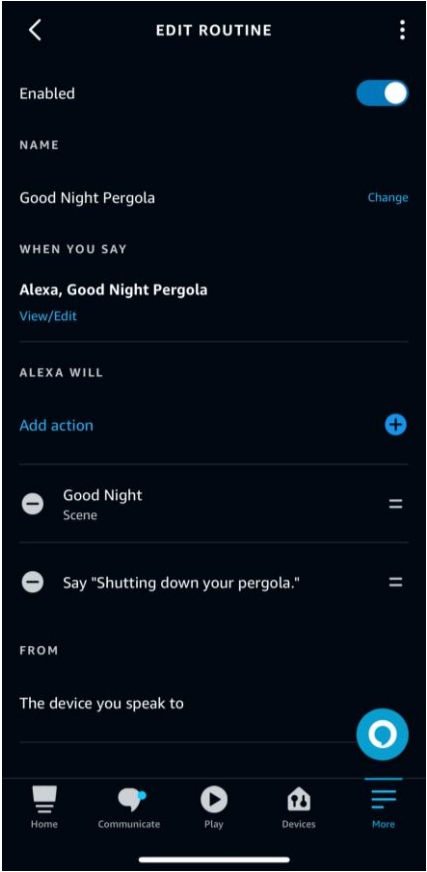 EDIT ROUTINE
Enabled
NAME
Good Night Pergola
Change
WHEN YOU SAY
Alexa, Good Night Pergola
View/Edit
ALEXA WILL
Add action
Good Night
Scene
Say "Shutting down your pergola."
FROM
The device you speak to
Home Communicate Play Devices More